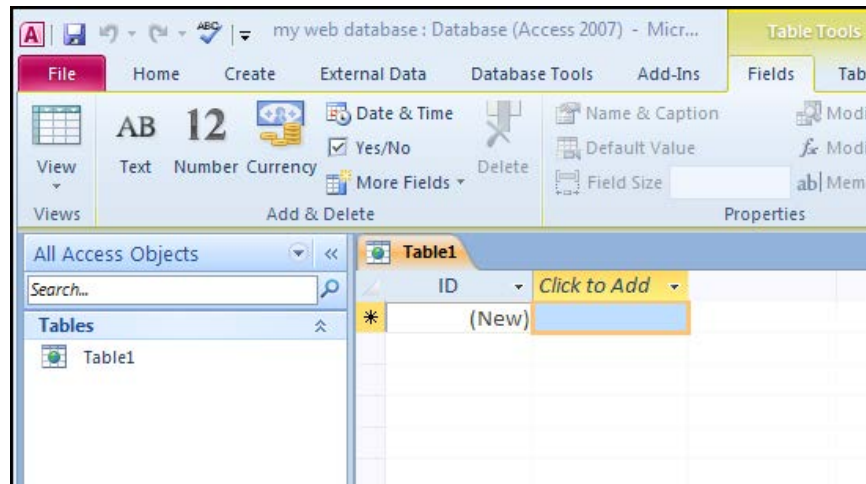 A ABC my web database : Database (Access 2007) - Micr... Table Tools
File Home Create External Data Database Tools Add-Ins Fields Tab
AB 12 Date & Time Name & Caption Modi
Yes/No Default Value fx Modi
View Text Number Currency More Fields Delete Field Size ab Mem
Views Add & Delete Properties
All Access Objects « Table1
Search... ID Click to Add
Tables * (New)
Table1